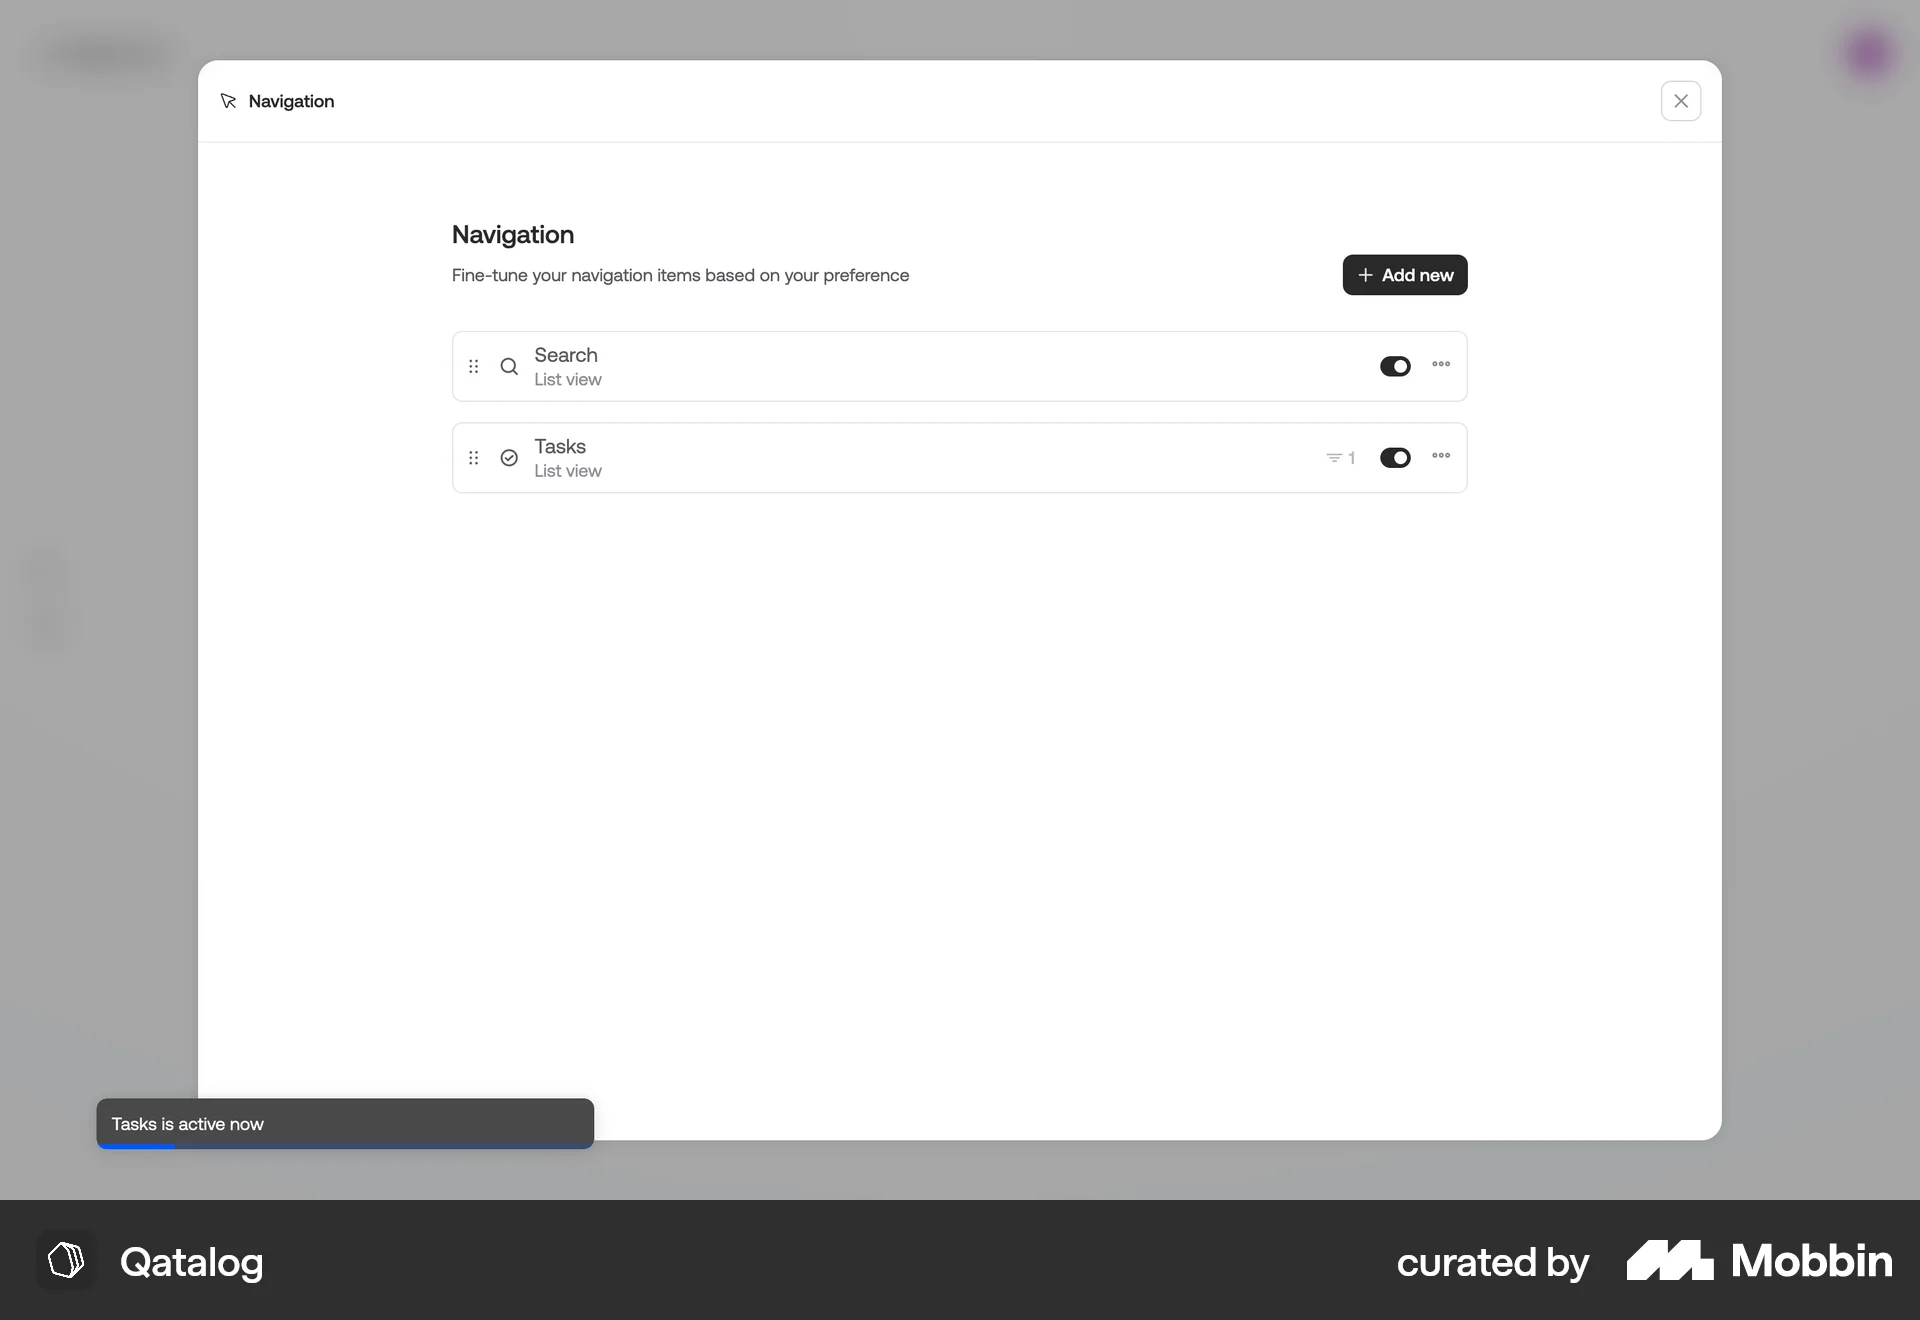 Navigation
Navigation
Fine-tune your navigation items based on your preference
Add new
Search
List view
Tasks
List view
1
Tasks is active now
Qatalog
curated by Mobbin